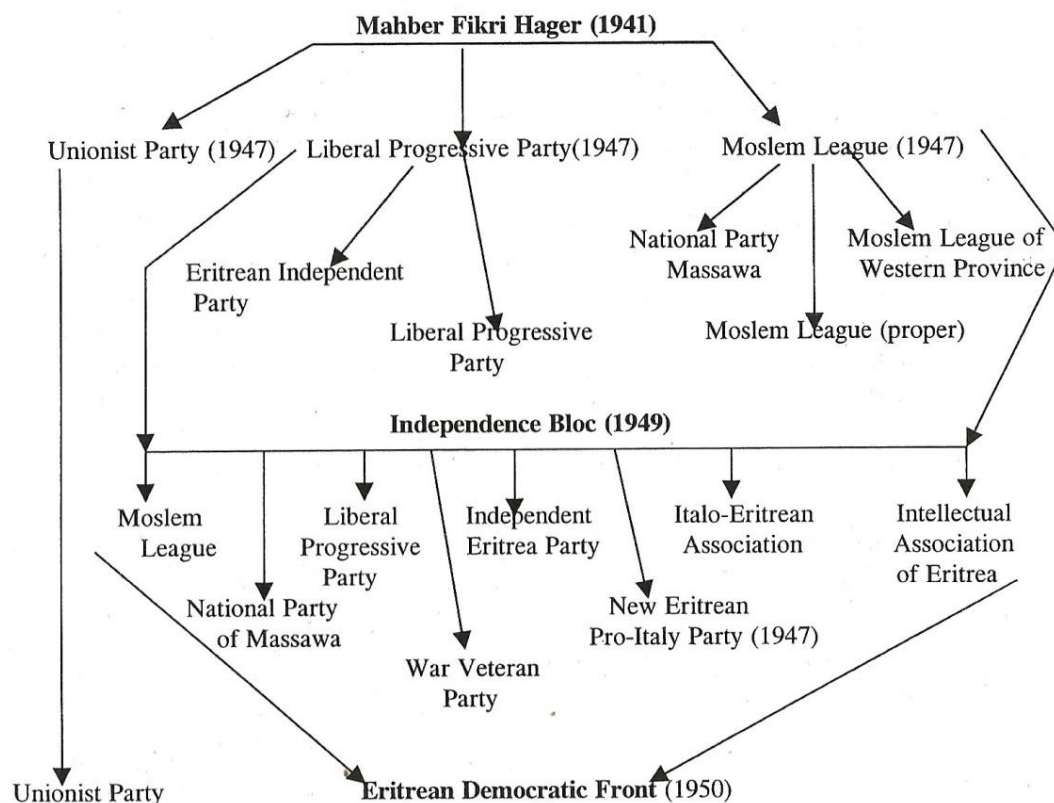 Mahber Fikri Hager (1941)
Unionist Party (1947)
Liberal Progressive Party(1947)
Moslem League (1947)
Eritrean Independent
Party
Liberal Progressive
Party
National Party
Massawa
Moslem League (proper)
Moslem League of
Western Province
Independence Bloc (1949)
Moslem
League
National Party
of Massawa
Liberal
Progressive
Party
War Veteran
Party
Independent
Eritrea Party
New Eritrean
Pro-Italy Party (1947)
Italo-Eritrean
Association
Intellectual
Association
of Eritrea
Unionist Party
Eritrean Democratic Front (1950)